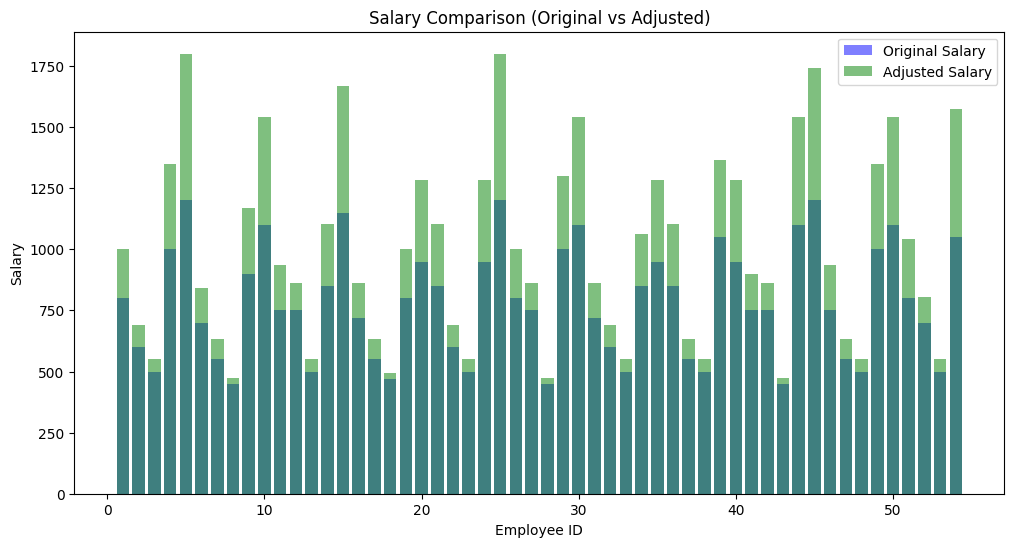 Salary Comparison (Original vs Adjusted)
Original Salary
Adjusted Salary
Salary
1750
1500
1250
1000
750
500
250
0
0 10 20 30 40 50
Employee ID